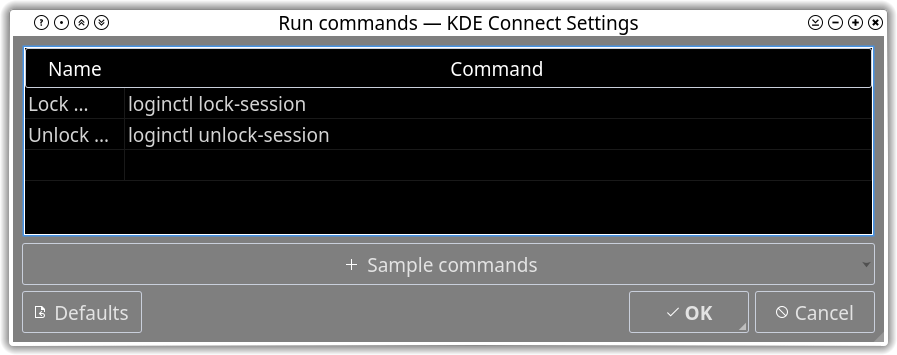 Run commands — KDE Connect Settings
Name Command
Lock ... loginctl lock-session
Unlock ... loginctl unlock-session
+ Sample commands
Defaults OK Cancel